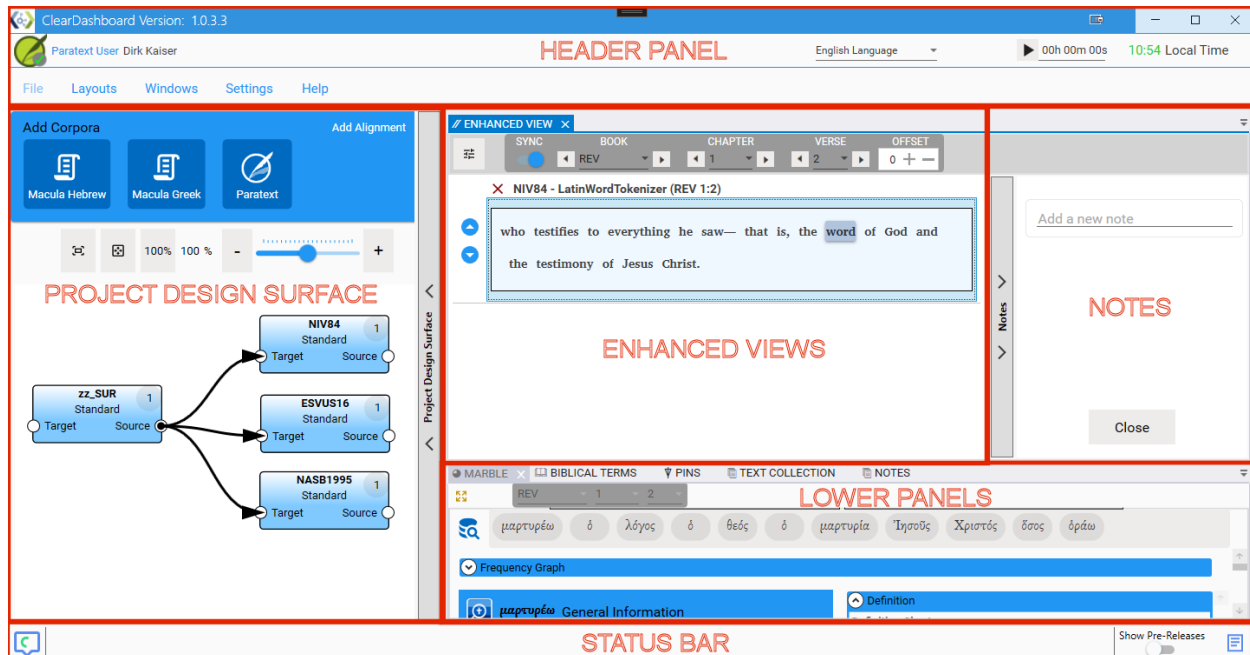 ClearDashboard Version: 1.0.3.3
Paratext User Dirk Kaiser
HEADER PANEL
English Language
00h 00m 00s
10:54 Local Time
File Layouts Windows Settings Help
Add Corpora
Add Alignment
Macula Hebrew
Macula Greek
Paratext
100% 100 % - +
PROJECT DESIGN SURFACE
NIV84 1
Standard
Target Source
zz_SUR 1
Standard
Target Source
ESVUS16 1
Standard
Target Source
NASB1995 1
Standard
Target Source
Project Design Surface
ENHANCED VIEW
SYNC BOOK CHAPTER VERSE OFFSET
REV 1 2 0 + −
NIV84 - LatinWordTokenizer (REV 1:2)
who testifies to everything he saw— that is, the word of God and
the testimony of Jesus Christ.
ENHANCED VIEWS
Notes
Add a new note
NOTES
Close
MARBLE BIBLICAL TERMS PINS TEXT COLLECTION NOTES
REV 1 2
LOWER PANELS
μαρτυρέω ὁ λόγος ὁ θεός ὁ μαρτυρία Ἰησοῦς Χριστός ὅσος ὁράω
Frequency Graph
μαρτυρέω General Information
Definition
STATUS BAR
Show Pre-Releases